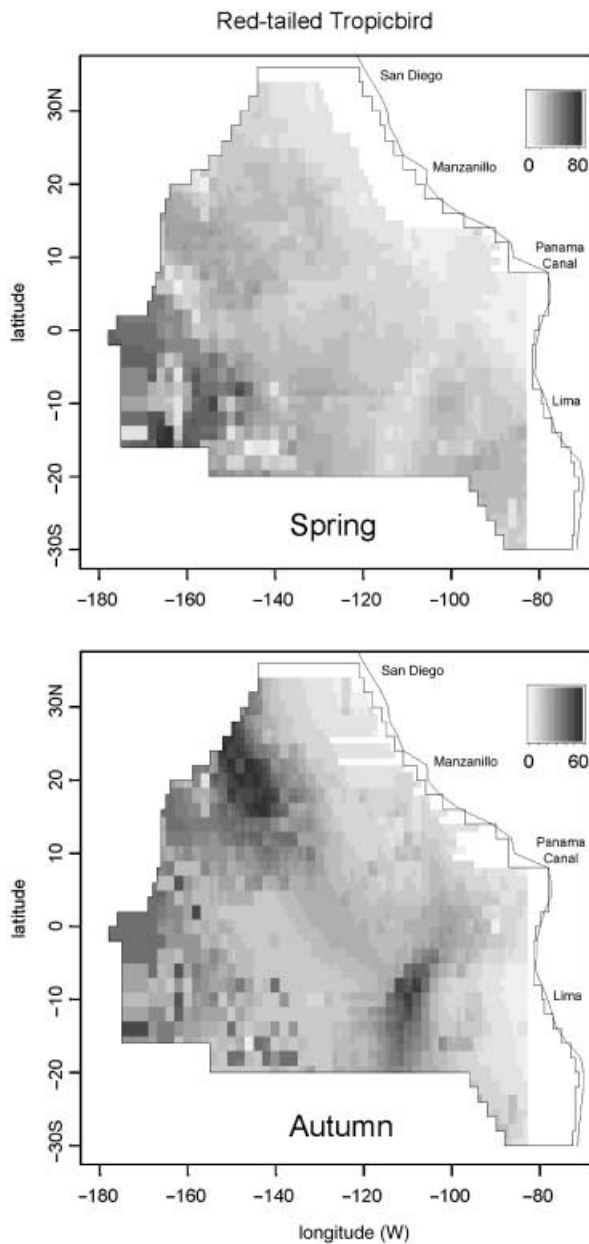 Red-tailed Tropicbird
San Diego
0 80
Manzanillo
Panama
Canal
Lima
Spring
latitude
30N
20
10
0
−10
−20
−30S
−180 −160 −140 −120 −100 −80
San Diego
0 60
Manzanillo
Panama
Canal
Lima
Autumn
latitude
30N
20
10
0
−10
−20
−30S
−180 −160 −140 −120 −100 −80
longitude (W)